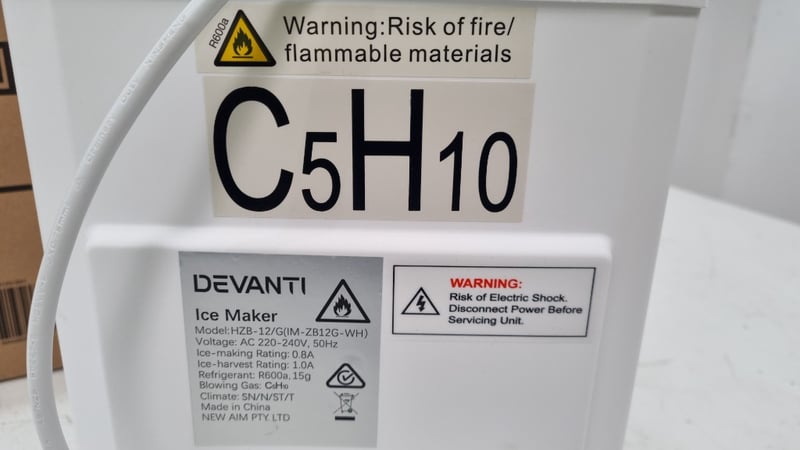 R600a
Warning:Risk of fire/
flammable materials
C5H10
DEVANTI
Ice Maker
Model:HZB-12/G(IM-ZB12G-WH)
Voltage: AC 220-240V, 50Hz
Ice-making Rating: 0.8A
Ice-harvest Rating: 1.0A
Refrigerant: R600a,15g
Blowing Gas: C5H10
Climate: SN/N/ST/T
Made in China
NEW AIM PTY LTD
WARNING:
Risk of Electric Shock.
Disconnect Power Before
Servicing Unit.